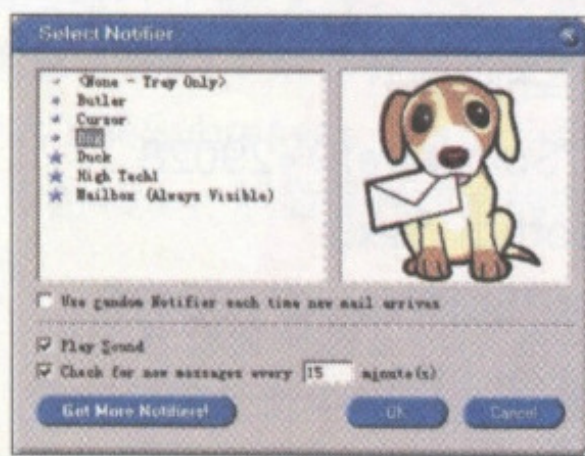 Select Notifier
<None - Tray Only>
Butler
Cursor
Dog
Duck
High Tech1
Mailbox (Always Visible)
Use random Notifier each time new mail arrives
Play Sound
Check for new messages every 15 minute(s)
Get More Notifiers!
OK
Cancel